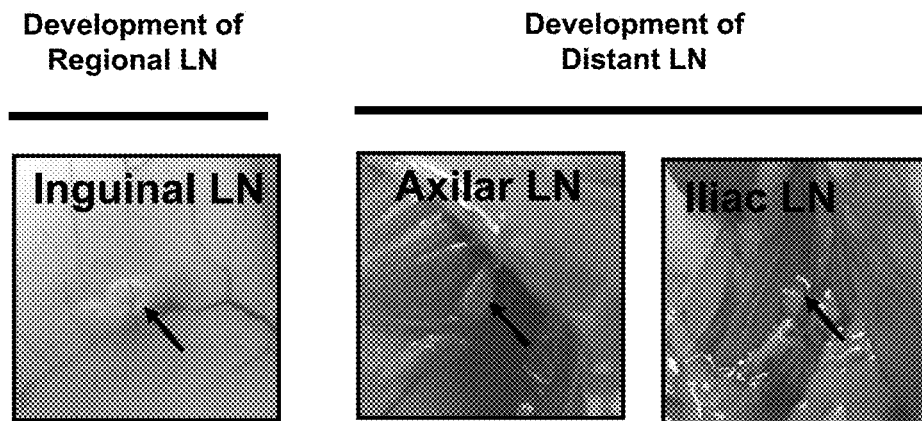 Development of
Regional LN
Development of
Distant LN
Inguinal LN
Axilar LN
Iliac LN